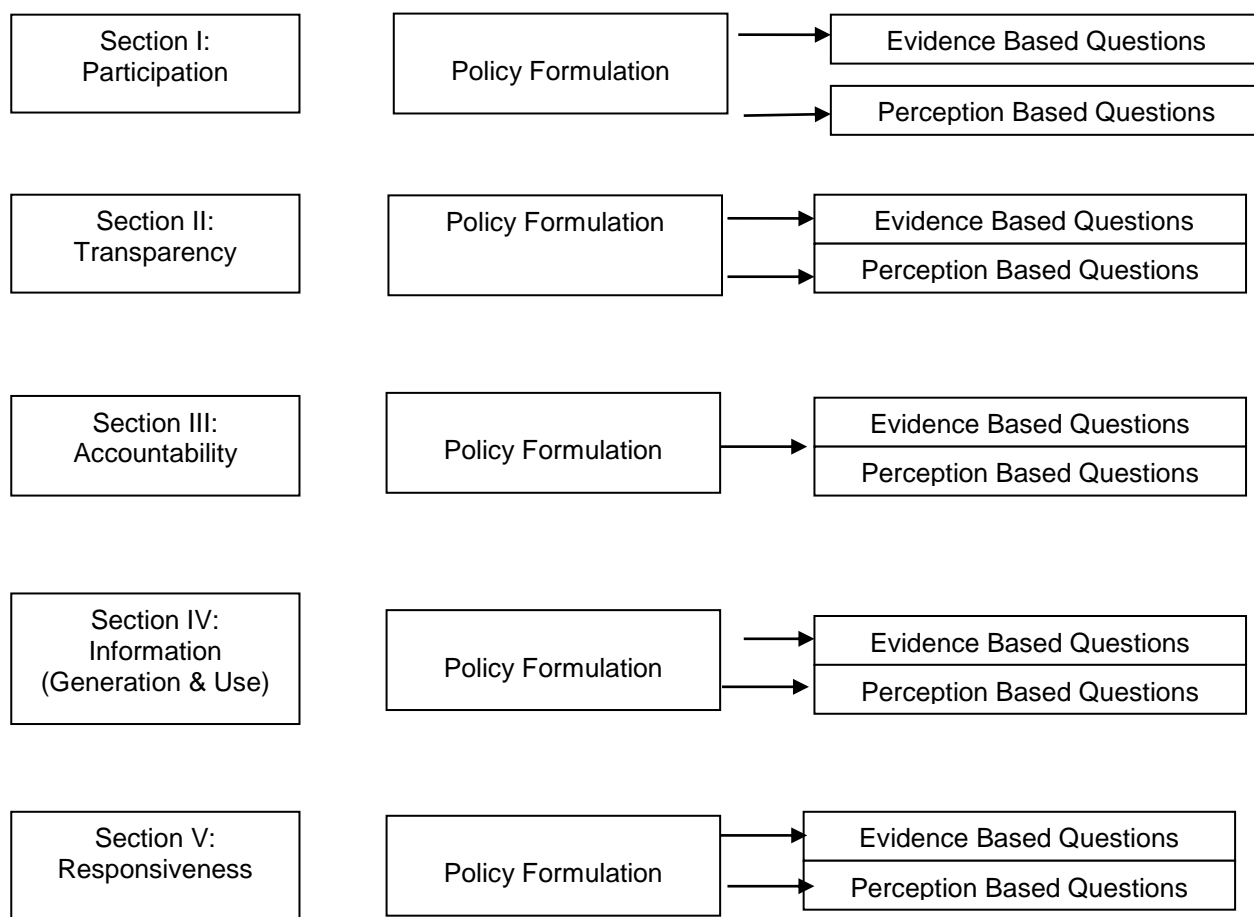 Section I:
Participation
Policy Formulation
Evidence Based Questions
Perception Based Questions
Section II:
Transparency
Policy Formulation
Evidence Based Questions
Perception Based Questions
Section III:
Accountability
Policy Formulation
Evidence Based Questions
Perception Based Questions
Section IV:
Information
(Generation & Use)
Policy Formulation
Evidence Based Questions
Perception Based Questions
Section V:
Responsiveness
Policy Formulation
Evidence Based Questions
Perception Based Questions